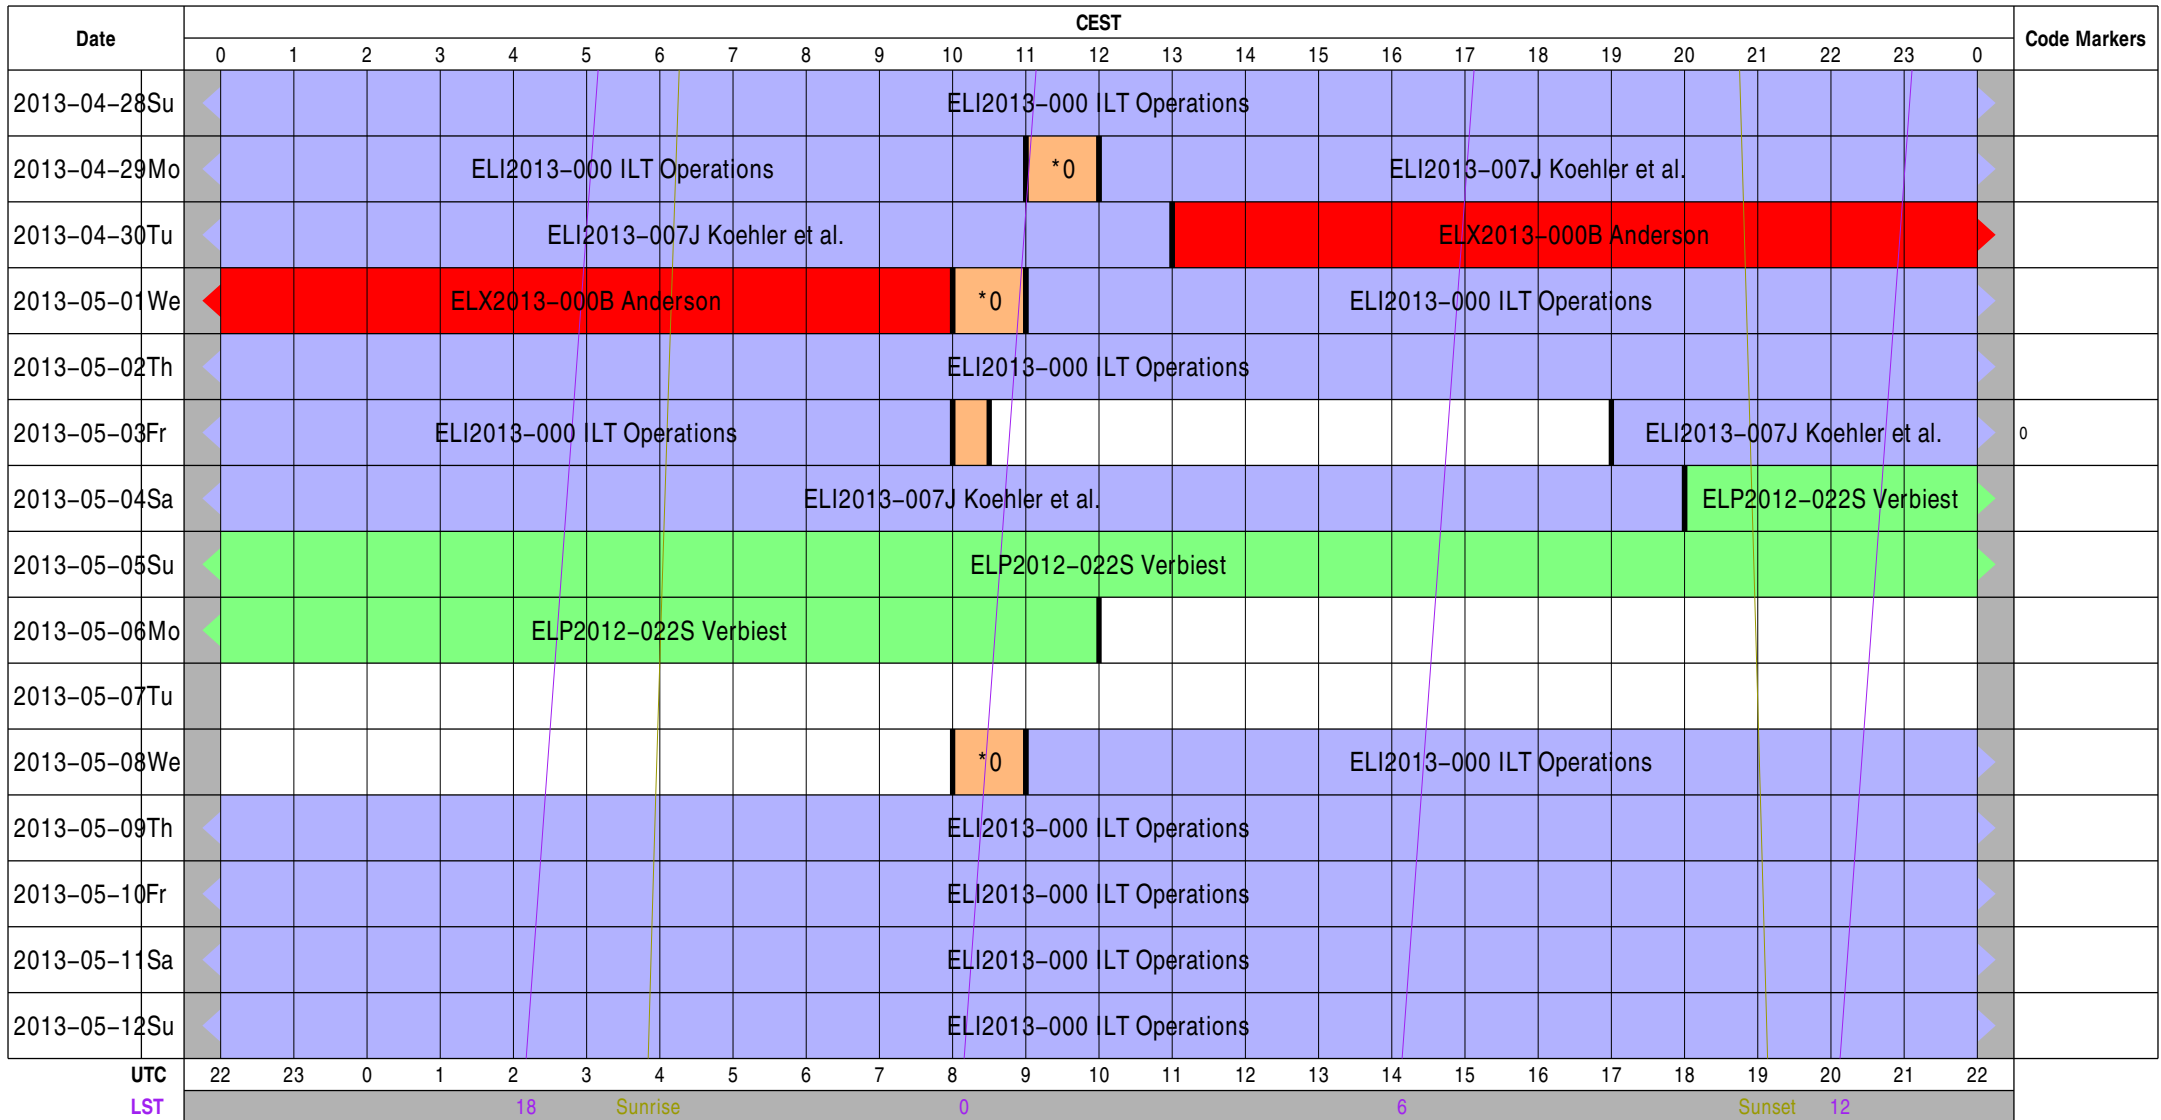 Date CEST Code Markers
0 1 2 3 4 5 6 7 8 9 10 11 12 13 14 15 16 17 18 19 20 21 22 23 0
2013-04-28Su ELI2013-000 ILT Operations
2013-04-29Mo ELI2013-000 ILT Operations *0 ELI2013-007J Koehler et al.
2013-04-30Tu ELI2013-007J Koehler et al. ELX2013-000B Anderson
2013-05-01We ELX2013-000B Anderson *0 ELI2013-000 ILT Operations
2013-05-02Th ELI2013-000 ILT Operations
2013-05-03Fr ELI2013-000 ILT Operations ELI2013-007J Koehler et al. 0
2013-05-04Sa ELI2013-007J Koehler et al. ELP2012-022S Verbiest
2013-05-05Su ELP2012-022S Verbiest
2013-05-06Mo ELP2012-022S Verbiest
2013-05-07Tu
2013-05-08We *0 ELI2013-000 ILT Operations
2013-05-09Th ELI2013-000 ILT Operations
2013-05-10Fr ELI2013-000 ILT Operations
2013-05-11Sa ELI2013-000 ILT Operations
2013-05-12Su ELI2013-000 ILT Operations
UTC 22 23 0 1 2 3 4 5 6 7 8 9 10 11 12 13 14 15 16 17 18 19 20 21 22
LST 18 Sunrise 0 6 Sunset 12